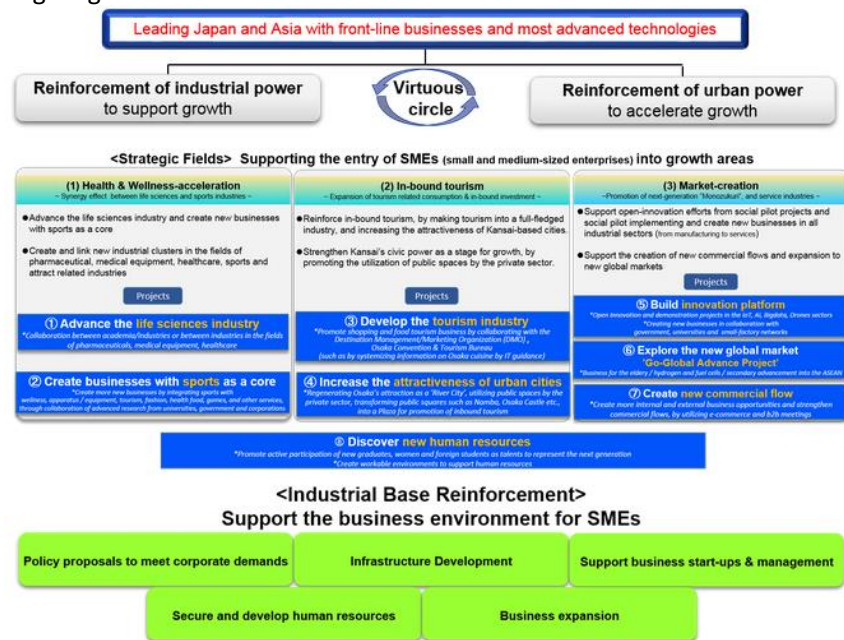 Leading Japan and Asia with front-line businesses and most advanced technologies
Reinforcement of industrial power
to support growth
Virtuous
circle
Reinforcement of urban power
to accelerate growth
<Strategic Fields> Supporting the entry of SMEs (small and medium-sized enterprises) into growth areas
(1) Health & Wellness-acceleration
~ Synergy effect between life sciences and sports industries ~
●Advance the life sciences industry and create new businesses
with sports as a core
●Create and link new industrial clusters in the fields of
pharmaceutical, medical equipment, healthcare, sports and
attract related industries
Projects
① Advance the life sciences industry
*Collaboration between academia/industries or between industries in the fields
of pharmaceuticals, medical equipment, healthcare
② Create businesses with sports as a core
*Create more new businesses by integrating sports with
wellness, apparatus / equipment, tourism, fashion, health food, games, and other services,
through collaboration of advanced research from universities, government and corporations
(2) In-bound tourism
~ Expansion of tourism related consumption & in-bound investment ~
●Reinforce in-bound tourism, by making tourism into a full-fledged
industry, and increasing the attractiveness of Kansai-based cities.
●Strengthen Kansai's civic power as a stage for growth, by
promoting the utilization of public spaces by the private sector.
Projects
③ Develop the tourism industry
*Promote shopping and food tourism business by collaborating with the
Destination Management/Marketing Organization (DMO) ,
Osaka Convention & Tourism Bureau
(such as by systemizing information on Osaka cuisine by IT guidance)
④ Increase the attractiveness of urban cities
*Regenerating Osaka's attraction as a 'River City', utilizing public spaces by the
private sector, transforming public squares such as Namba, Osaka Castle etc.,
into a Plaza for promotion of inbound tourism
(3) Market-creation
~Promotion of next-generation "Monozukuri", and service industries ~
●Support open-innovation efforts from social pilot projects and
social pilot implementing and create new businesses in all
industrial sectors (from manufacturing to services)
●Support the creation of new commercial flows and expansion to
new global markets
Projects
⑤ Build innovation platform
*Open Innovation and demonstration projects in the IoT, AI, Bigdata, Drones sectors
*Creating new businesses in collaboration with
government, universities and small-factory networks
⑥ Explore the new global market
'Go-Global Advance Project'
*Business for the eldery / hydrogen and fuel cells / secondary advancement into the ASEAN
⑦ Create new commercial flow
*Create more internal and external business opportunities and strengthen
commercial flows, by utilizing e-commerce and b2b meetings
⑧ Discover new human resources
*Promote active participation of new graduates, women and foreign students as talents to represent the next generation
*Create workable environments to support human resources
<Industrial Base Reinforcement>
Support the business environment for SMEs
Policy proposals to meet corporate demands
Infrastructure Development
Support business start-ups & management
Secure and develop human resources
Business expansion